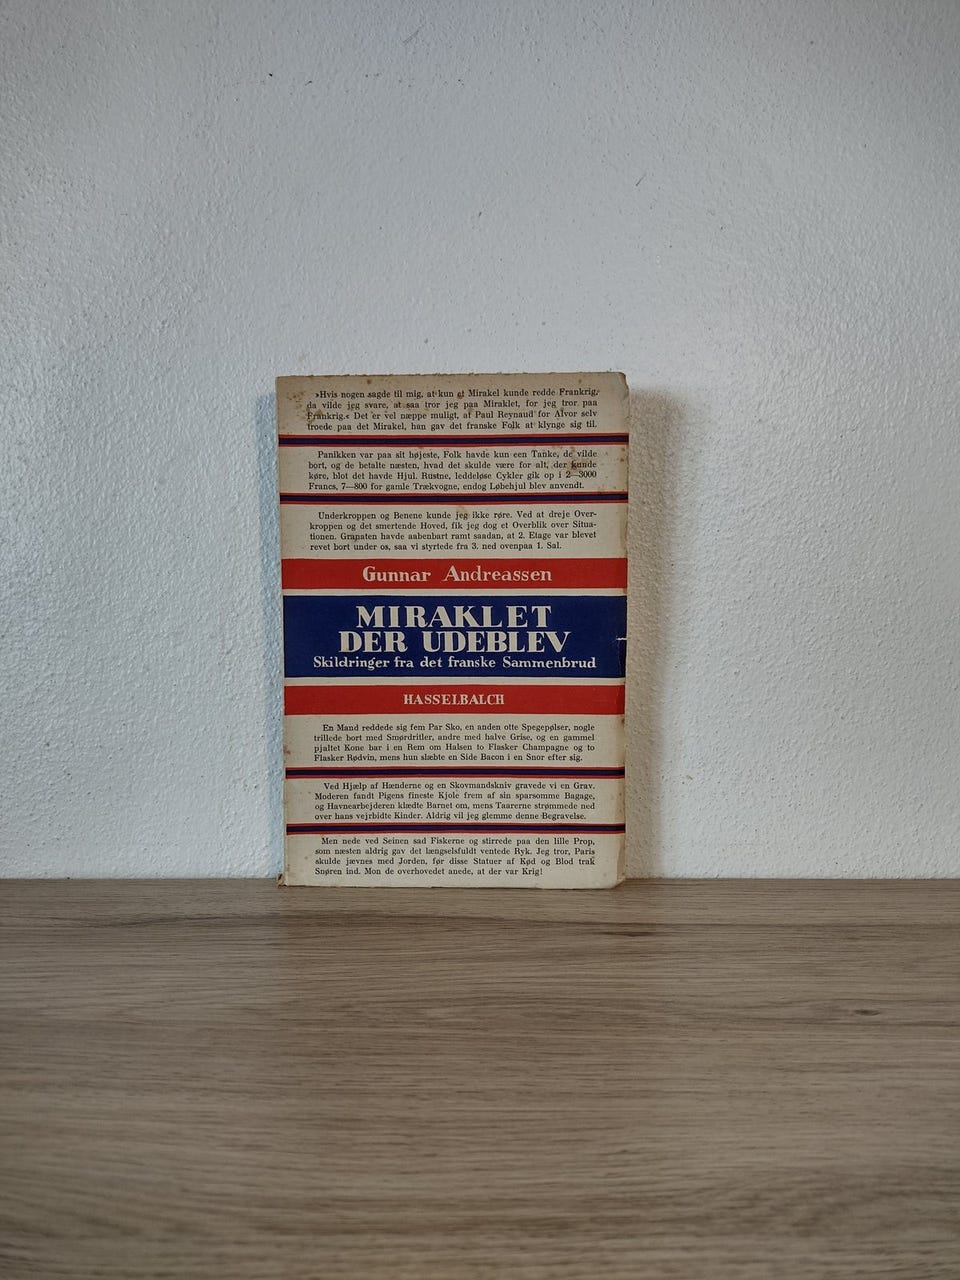 »Hvis nogen sagde til mig, at kun et Mirakel kunde redde Frankrig,
da vilde jeg svare, at saa tror jeg paa Miraklet, for jeg tror paa
Frankrig.« Det er vel næppe muligt, at Paul Reynaud for Alvor selv
troede paa det Mirakel, han gav det franske Folk at klynge sig til.
Panikken var paa sit højeste, Folk havde kun een Tanke, de vilde
bort, og de betalte næsten, hvad det skulde være for alt, der kunde
køre, blot det havde Hjul. Rustne, leddeløse Cykler gik op i 2—3000
Francs, 7—800 for gamle Trækvogne, endog Løbehjul blev anvendt.
Underkroppen og Benene kunde jeg ikke røre. Ved at dreje Over-
kroppen og det smertende Hoved, fik jeg dog et Overblik over Situa-
tionen. Granaten havde aabenbart ramt saadan, at 2. Etage var blevet
revet bort under os, saa vi styrtede fra 3. ned ovenpaa 1. Sal.
Gunnar Andreassen
MIRAKLET
DER UDEBLEV
Skildringer fra det franske Sammenbrud
HASSELBALCH
En Mand reddede sig fem Par Sko, en anden otte Spegepølser, nogle
trillede bort med Smørdritler, andre med halve Grise, og en gammel
pjaltet Kone bar i en Rem om Halsen to Flasker Champagne og to
Flasker Rødvin, mens hun slæbte en Side Bacon i en Snor efter sig.
Ved Hjælp af Hænderne og en Skovmandskniv gravede vi en Grav.
Moderen fandt Pigens fineste Kjole frem af sin sparsomme Bagage,
og Havnearbejderen klædte Barnet om, mens Taarerne strømmede ned
over hans vejrbidte Kinder. Aldrig vil jeg glemme denne Begravelse.
Men nede ved Seinen sad Fiskerne og stirrede paa den lille Prop,
som næsten aldrig gav det længselsfuldt ventede Ryk. Jeg tror, Paris
skulde jævnes med Jorden, før disse Statuer af Kød og Blod trak
Snøren ind. Mon de overhovedet anede, at der var Krig!